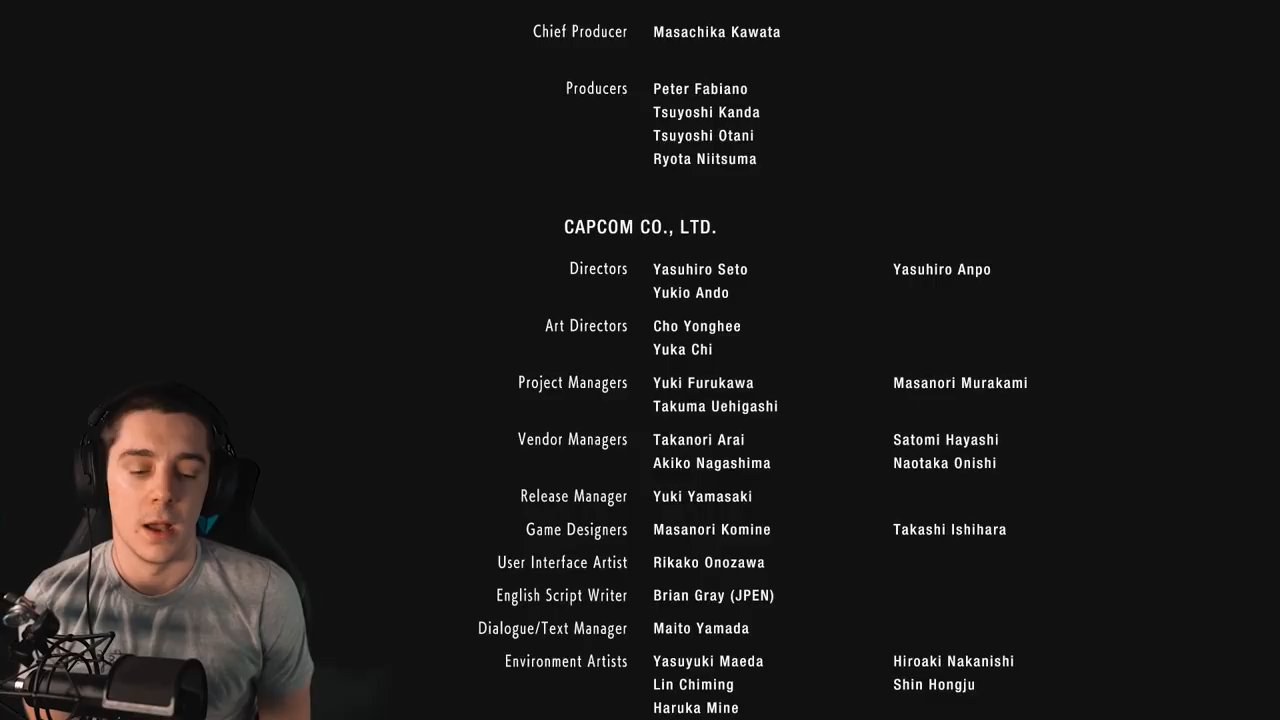 Chief Producer Masachika Kawata
Producers Peter Fabiano
Tsuyoshi Kanda
Tsuyoshi Otani
Ryota Niitsuma
CAPCOM CO., LTD.
Directors Yasuhiro Seto Yasuhiro Anpo
Yukio Ando
Art Directors Cho Yonghee
Yuka Chi
Project Managers Yuki Furukawa Masanori Murakami
Takuma Uehigashi
Vendor Managers Takanori Arai Satomi Hayashi
Akiko Nagashima Naotaka Onishi
Release Manager Yuki Yamasaki
Game Designers Masanori Komine Takashi Ishihara
User Interface Artist Rikako Onozawa
English Script Writer Brian Gray (JPEN)
Dialogue/Text Manager Maito Yamada
Environment Artists Yasuyuki Maeda Hiroaki Nakanishi
Lin Chiming Shin Hongju
Haruka Mine